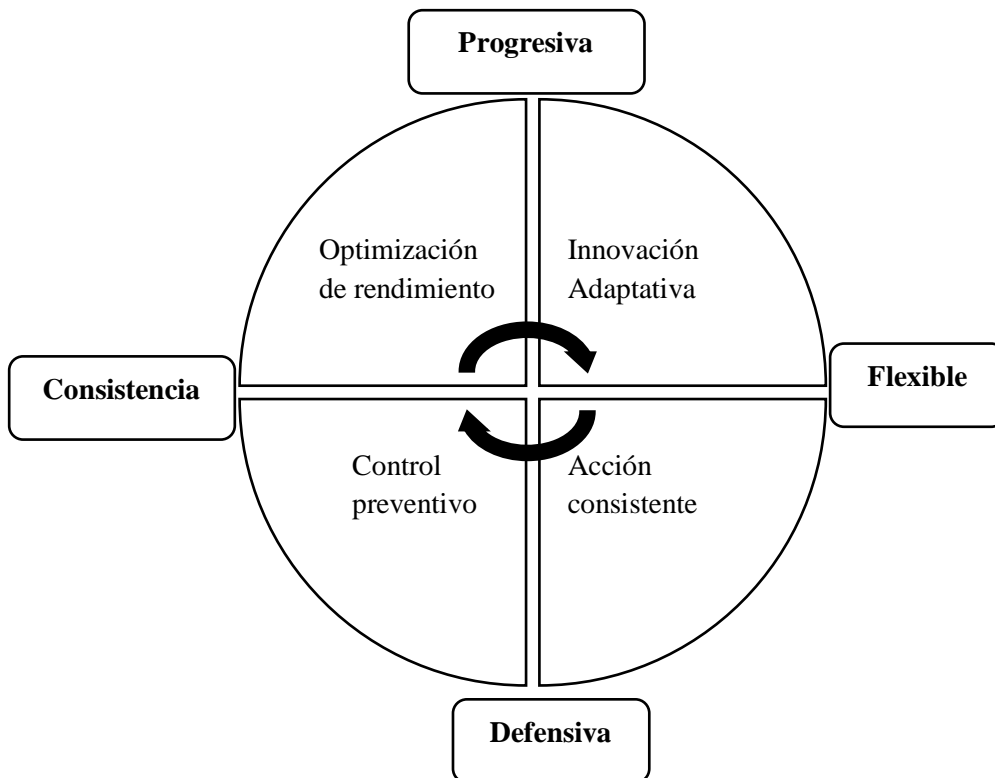 Progresiva
Optimización
de rendimiento
Innovación
Adaptativa
Consistencia
Flexible
Control
preventivo
Acción
consistente
Defensiva